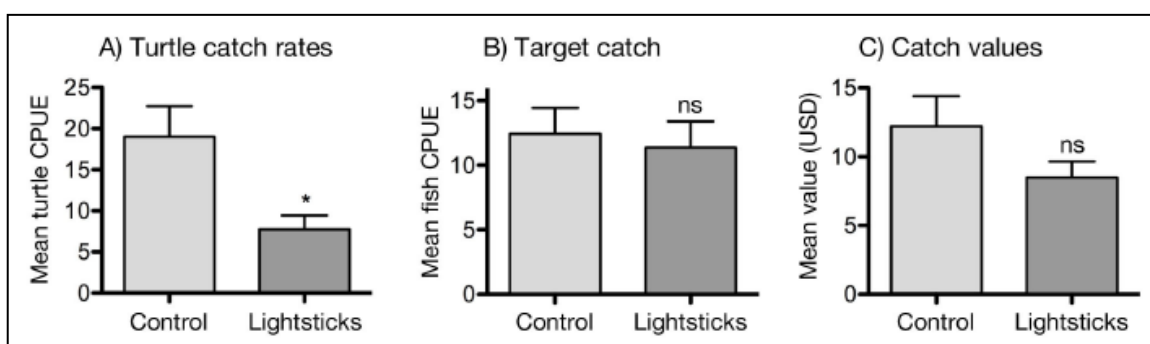 A) Turtle catch rates
Mean turtle CPUE
25
20
15
10
5
0
*
Control Lightsticks
B) Target catch
Mean fish CPUE
15
10
5
0
ns
Control Lightsticks
C) Catch values
Mean value (USD)
15
10
5
0
ns
Control Lightsticks